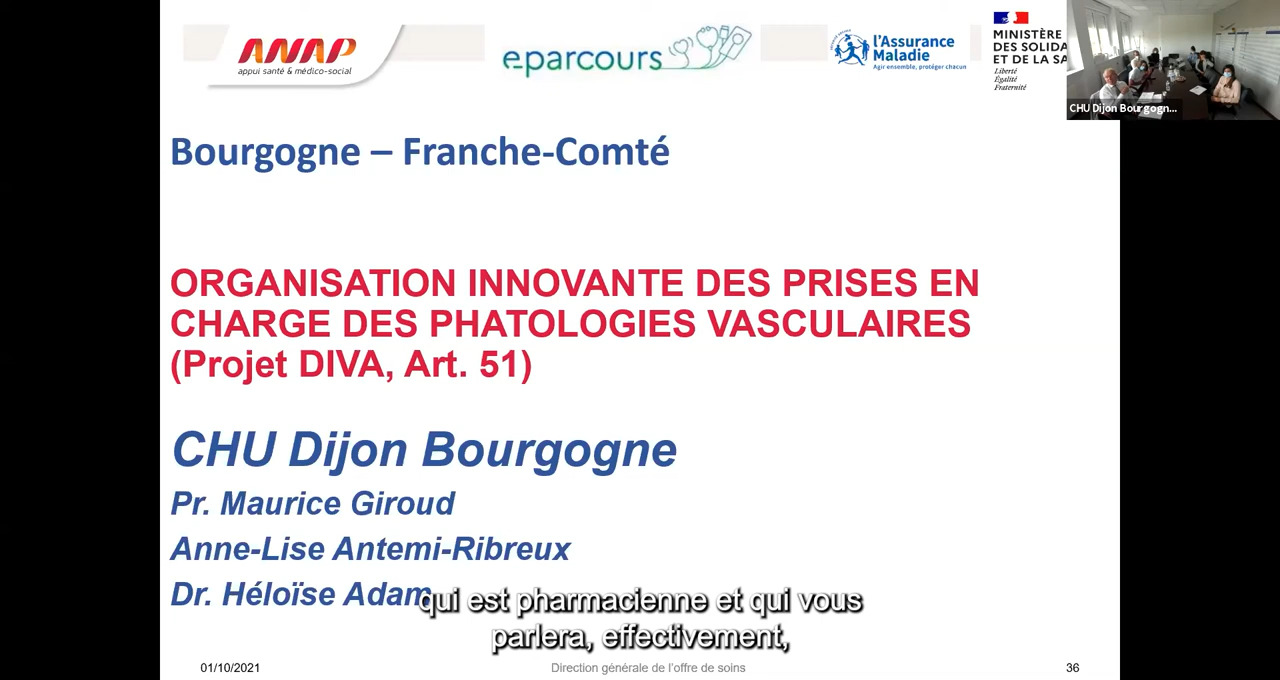 ANAP
appui santé & médico-social
e-parcours
l'Assurance
Maladie
Agir ensemble, protéger chacun
MINISTÈRE
DES SOLIDA
ET DE LA SA
Liberté
Égalité
Fraternité
CHU Dijon Bourgogn...
Bourgogne – Franche-Comté
ORGANISATION INNOVANTE DES PRISES EN
CHARGE DES PHATOLOGIES VASCULAIRES
(Projet DIVA, Art. 51)
CHU Dijon Bourgogne
Pr. Maurice Giroud
Anne-Lise Antemi-Ribreux
Dr. Héloïse Adam
qui est pharmacienne et qui vous
parlera, effectivement,
01/10/2021
Direction générale de l'offre de soins
36